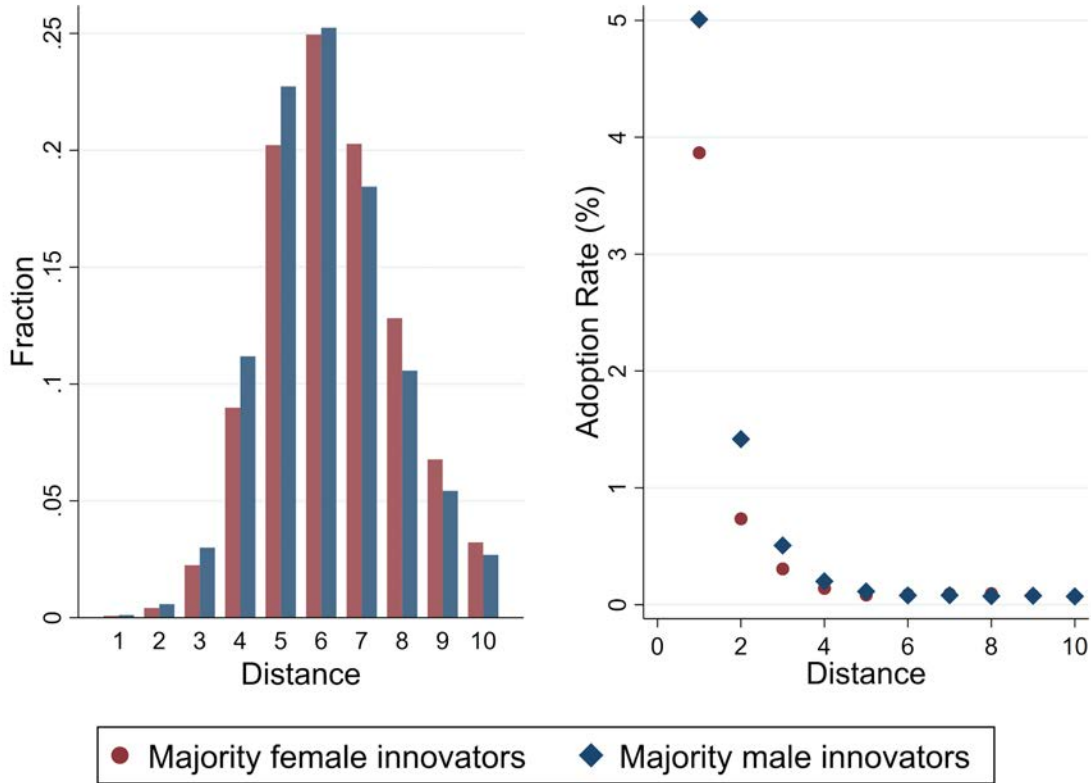 Fraction
.25
.2
.15
.1
.05
0
1 2 3 4 5 6 7 8 9 10
Distance
Adoption Rate (%)
5
4
3
2
1
0
0 2 4 6 8 10
Distance
Majority female innovators
Majority male innovators